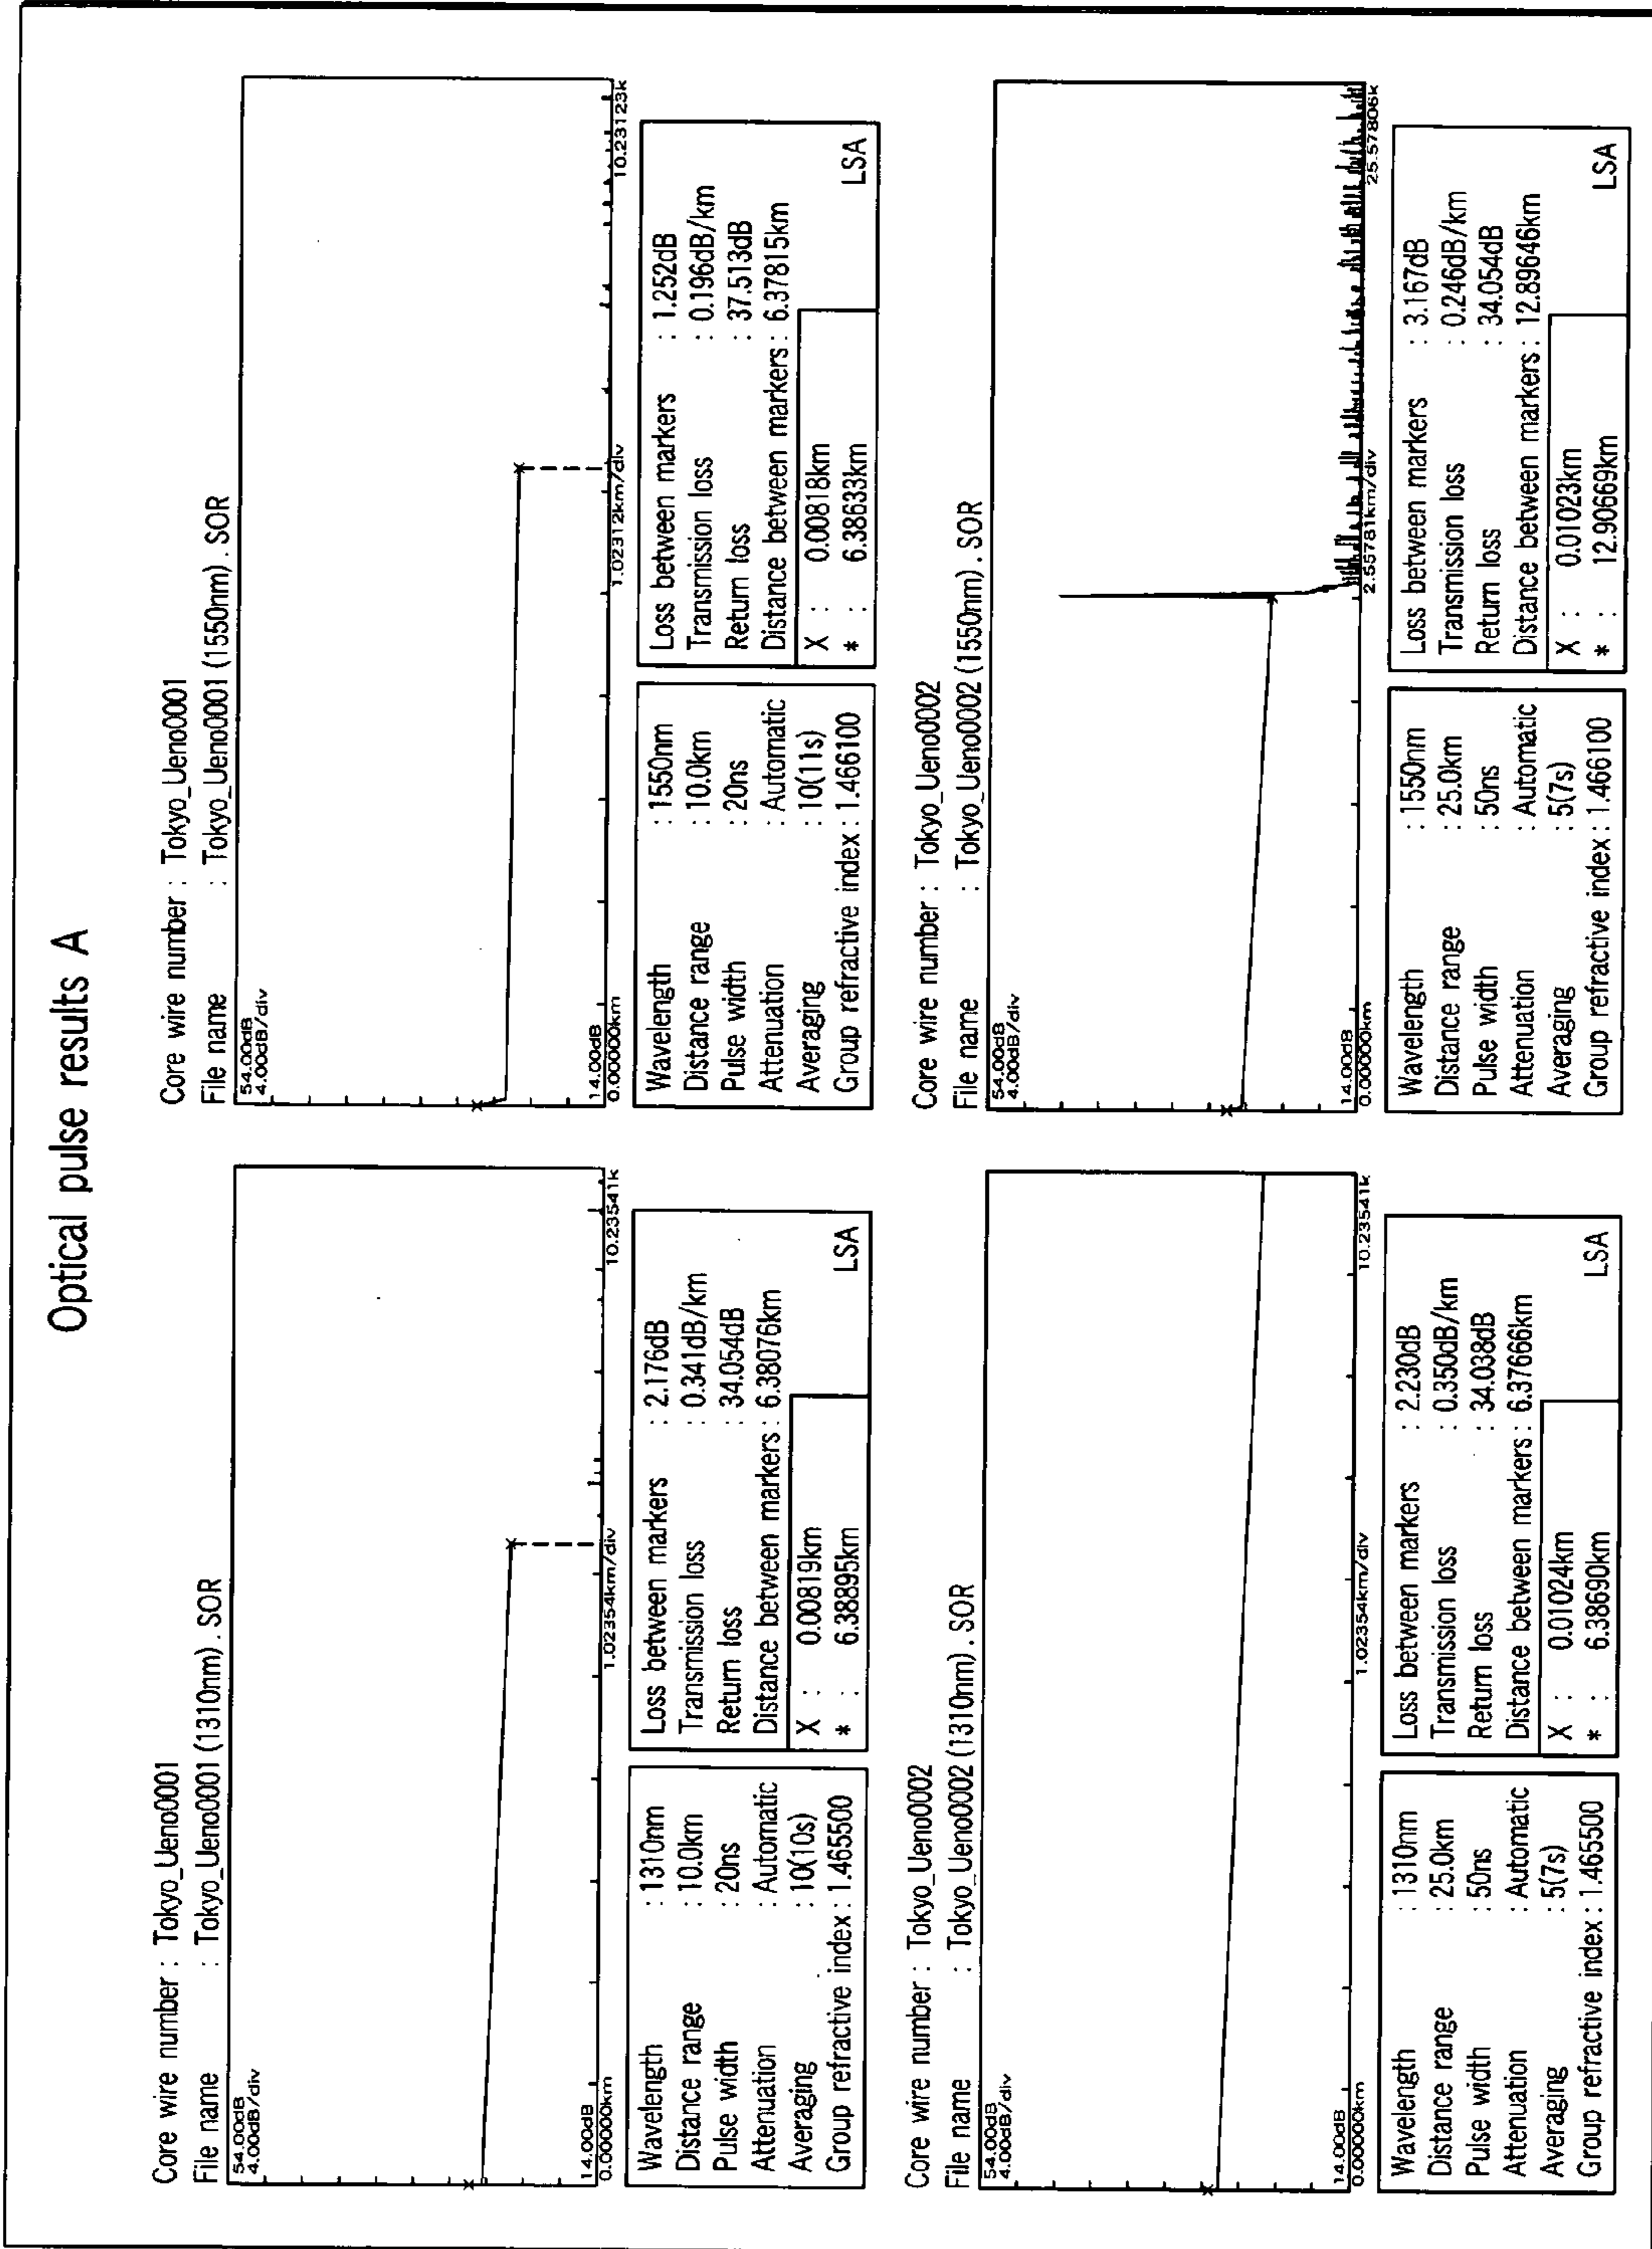 Optical pulse results A
Core wire number : Tokyo_Ueno0001
File name : Tokyo_Ueno0001 (1310nm) . SOR
54.00dB
4.00dB/div
14.00dB
0.00000km
1.02354km/div
10.23541k
Wavelength : 1310nm
Distance range : 10.0km
Pulse width : 20ns
Attenuation : Automatic
Averaging : 10(10s)
Group refractive index : 1.465500
Loss between markers : 2.176dB
Transmission loss : 0.341dB/km
Return loss : 34.054dB
Distance between markers : 6.38076km
X : 0.00819km
* : 6.38895km
LSA
Core wire number : Tokyo_Ueno0001
File name : Tokyo_Ueno0001 (1550nm) . SOR
54.00dB
4.00dB/div
14.00dB
0.00000km
1.02312km/div
10.23123k
Wavelength : 1550nm
Distance range : 10.0km
Pulse width : 20ns
Attenuation : Automatic
Averaging : 10(11s)
Group refractive index : 1.466100
Loss between markers : 1.252dB
Transmission loss : 0.196dB/km
Return loss : 37.513dB
Distance between markers : 6.37815km
X : 0.00818km
* : 6.38633km
LSA
Core wire number : Tokyo_Ueno0002
File name : Tokyo_Ueno0002 (1310nm) . SOR
54.00dB
4.00dB/div
14.00dB
0.00000km
1.02354km/div
10.23541k
Wavelength : 1310nm
Distance range : 25.0km
Pulse width : 50ns
Attenuation : Automatic
Averaging : 5(7s)
Group refractive index : 1.465500
Loss between markers : 2.230dB
Transmission loss : 0.350dB/km
Return loss : 34.038dB
Distance between markers : 6.37666km
X : 0.01024km
* : 6.38690km
LSA
Core wire number : Tokyo_Ueno0002
File name : Tokyo_Ueno0002 (1550nm) . SOR
54.00dB
4.00dB/div
14.00dB
0.00000km
2.55781km/div
25.57806k
Wavelength : 1550nm
Distance range : 25.0km
Pulse width : 50ns
Attenuation : Automatic
Averaging : 5(7s)
Group refractive index : 1.466100
Loss between markers : 3.167dB
Transmission loss : 0.246dB/km
Return loss : 34.054dB
Distance between markers : 12.89646km
X : 0.01023km
* : 12.90669km
LSA